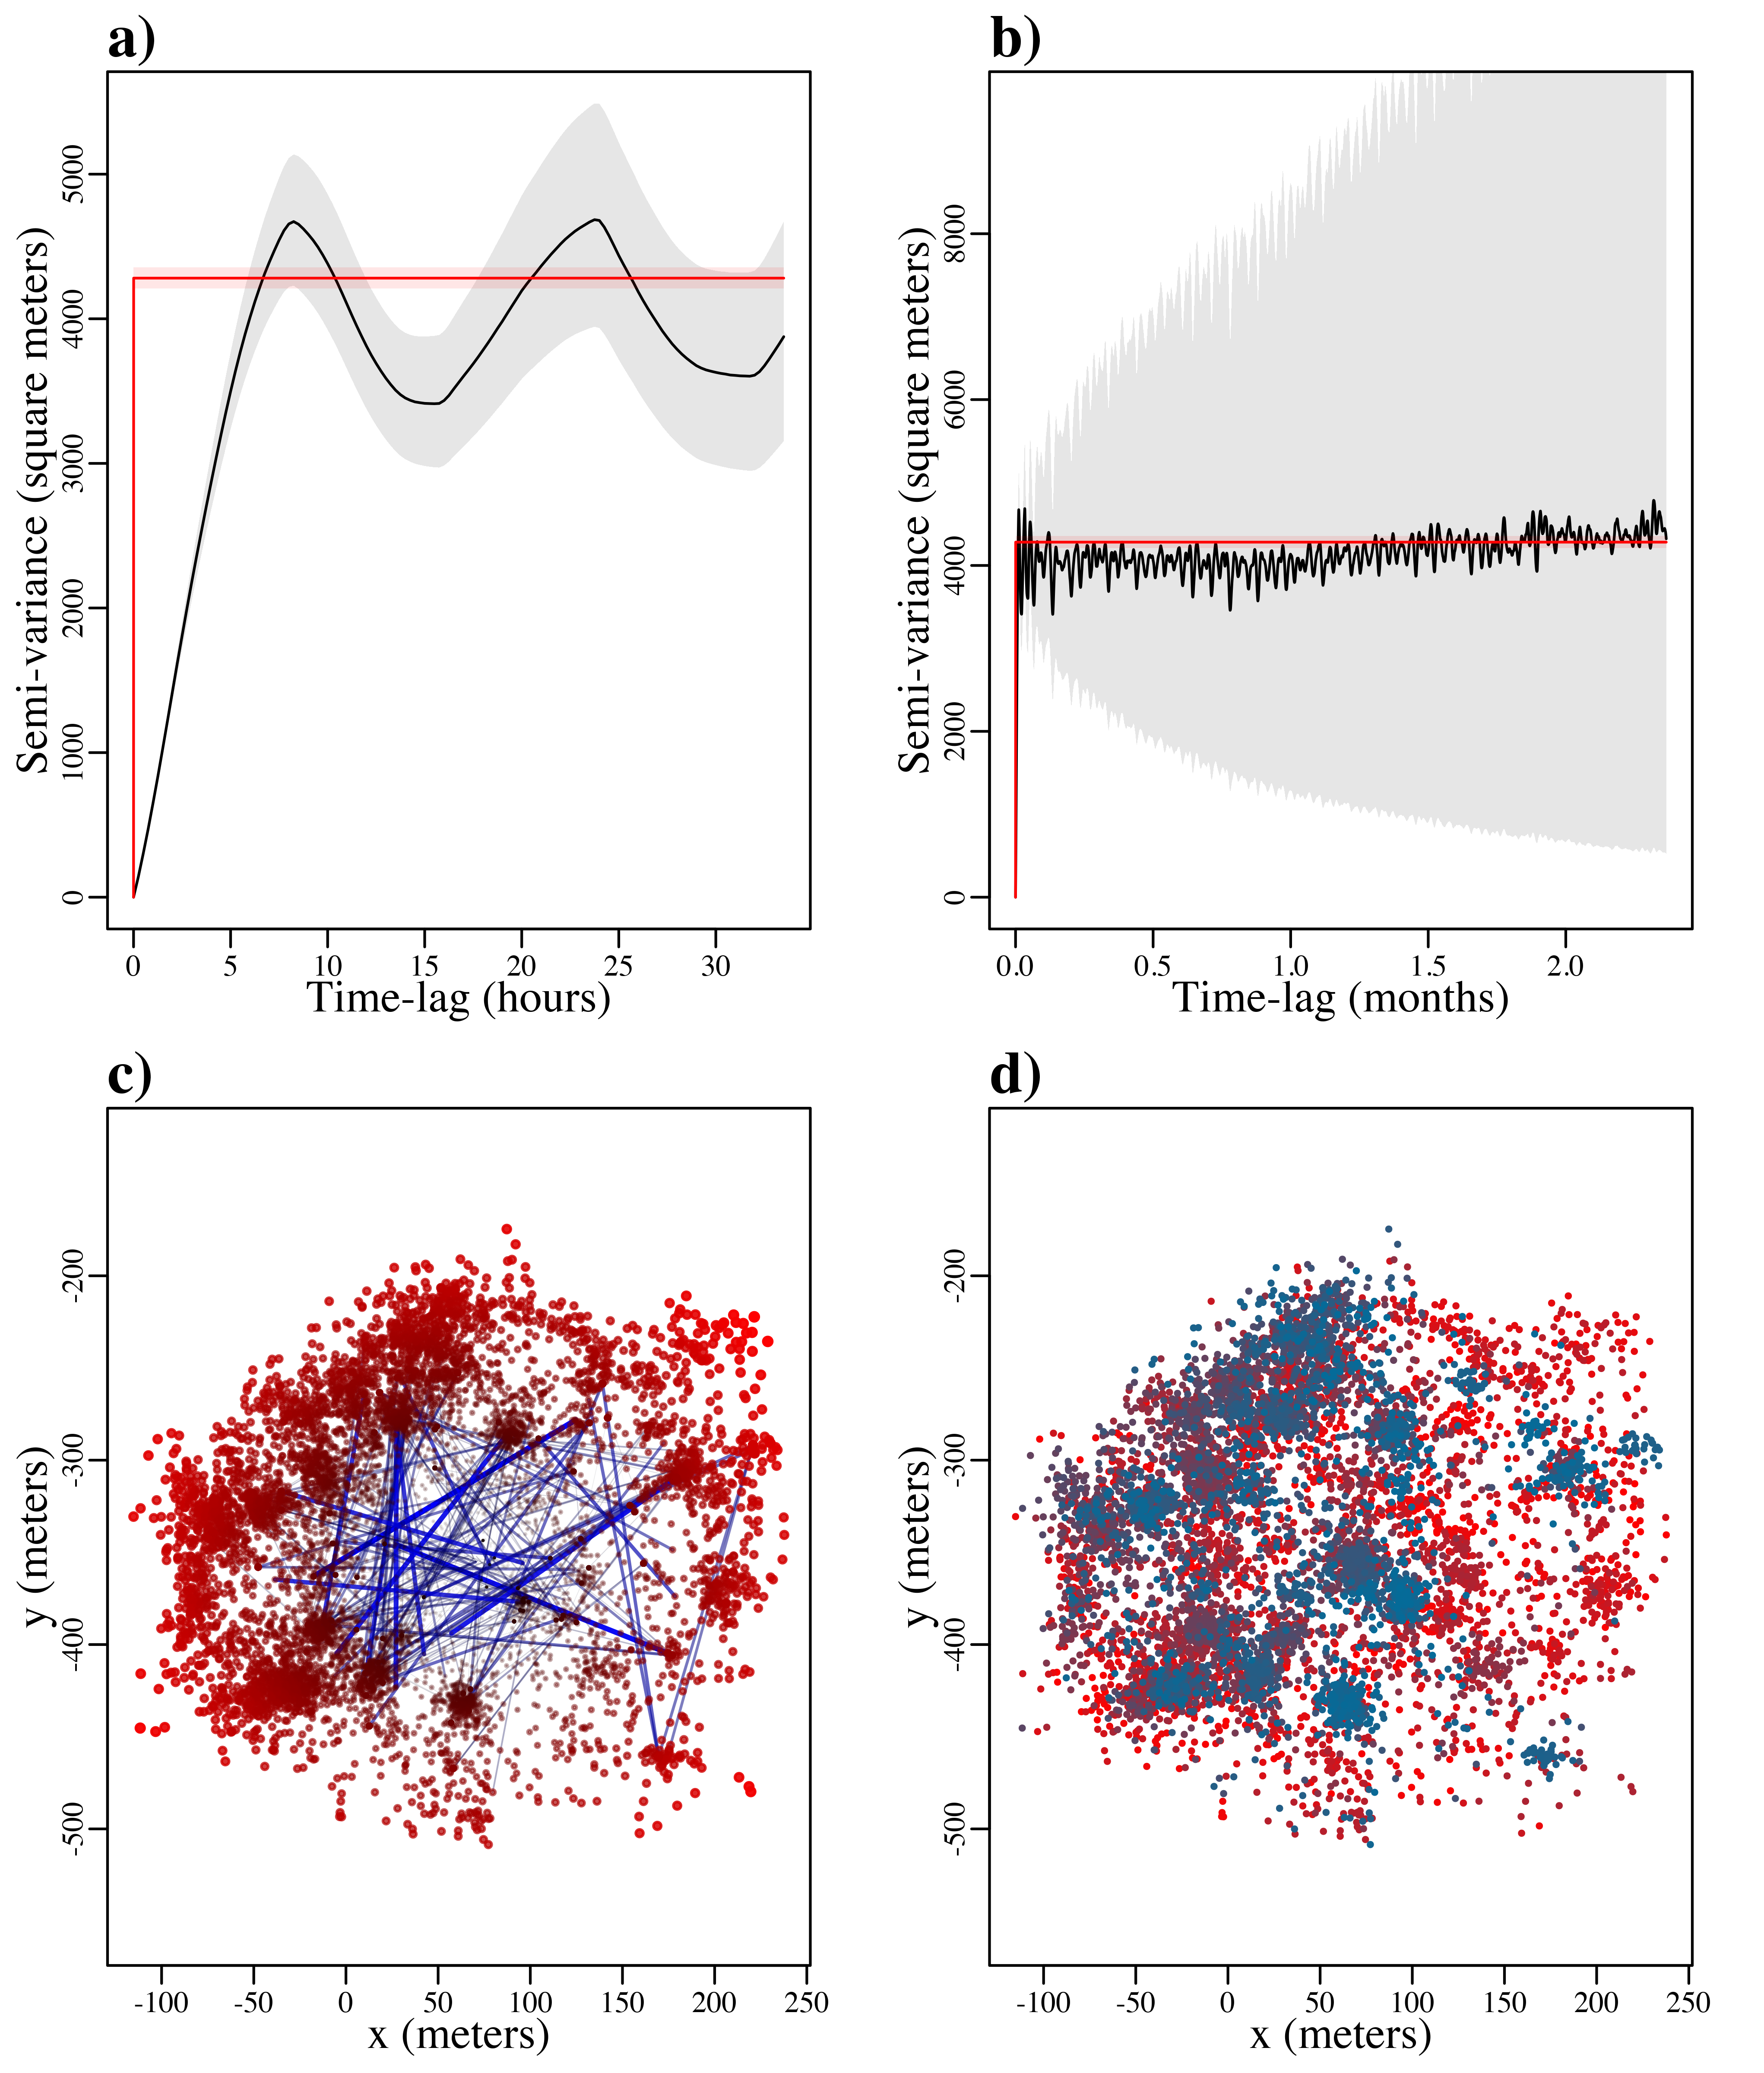 a)
Semi-variance (square meters)
5000
4000
3000
2000
1000
0
0 5 10 15 20 25 30
Time-lag (hours)
b)
Semi-variance (square meters)
8000
6000
4000
2000
0
0.0 0.5 1.0 1.5 2.0
Time-lag (months)
c)
y (meters)
-200
-300
-400
-500
-100 -50 0 50 100 150 200 250
x (meters)
d)
y (meters)
-200
-300
-400
-500
-100 -50 0 50 100 150 200 250
x (meters)